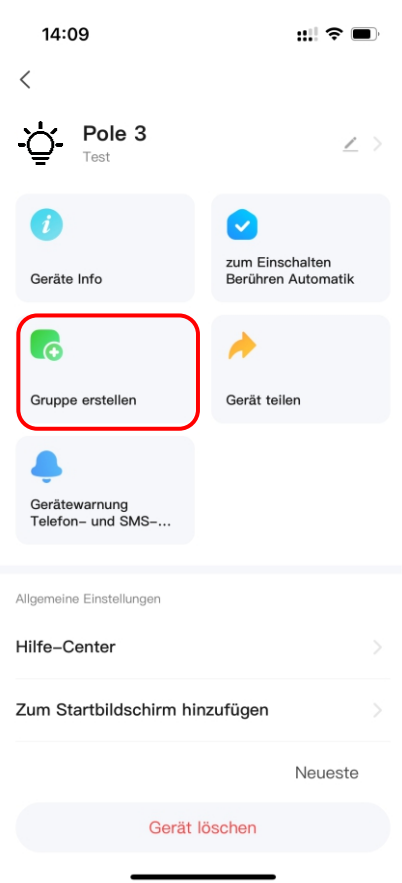 14:09
Pole 3
Test
Geräte Info
zum Einschalten
Berühren Automatik
Gruppe erstellen
Gerät teilen
Gerätewarnung
Telefon- und SMS-...
Allgemeine Einstellungen
Hilfe-Center
Zum Startbildschirm hinzufügen
Neueste
Gerät löschen